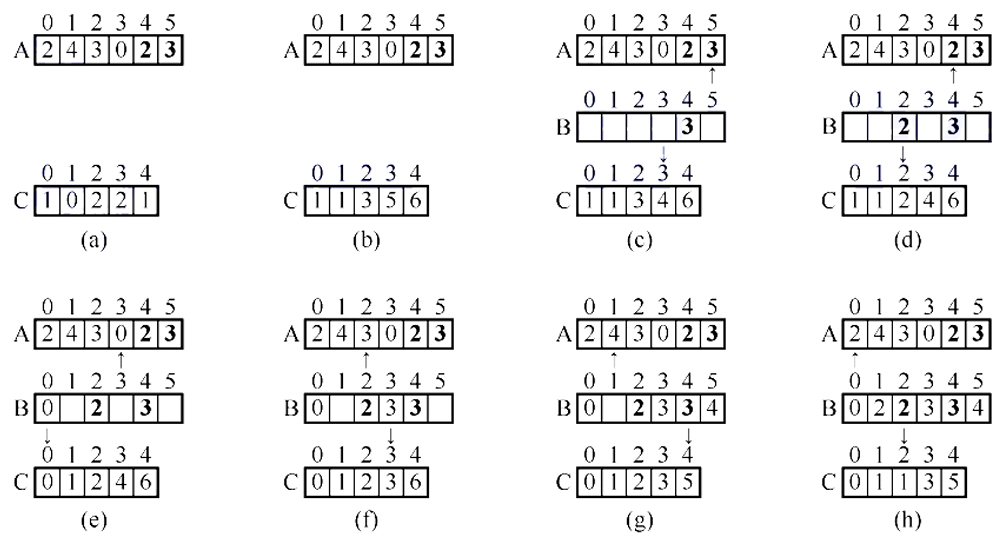 0 1 2 3 4 5
A 2 4 3 0 2 3
0 1 2 3 4
C 1 0 2 2 1
(a)
0 1 2 3 4 5
A 2 4 3 0 2 3
0 1 2 3 4
C 1 1 3 5 6
(b)
0 1 2 3 4 5
A 2 4 3 0 2 3
0 1 2 3 4 5
B 3
0 1 2 3 4
C 1 1 3 4 6
(c)
0 1 2 3 4 5
A 2 4 3 0 2 3
0 1 2 3 4 5
B 2 3
0 1 2 3 4
C 1 1 2 4 6
(d)
0 1 2 3 4 5
A 2 4 3 0 2 3
0 1 2 3 4 5
B 0 2 3
0 1 2 3 4
C 0 1 2 4 6
(e)
0 1 2 3 4 5
A 2 4 3 0 2 3
0 1 2 3 4 5
B 0 2 3 3
0 1 2 3 4
C 0 1 2 3 6
(f)
0 1 2 3 4 5
A 2 4 3 0 2 3
0 1 2 3 4 5
B 0 2 3 3 4
0 1 2 3 4
C 0 1 2 3 5
(g)
0 1 2 3 4 5
A 2 4 3 0 2 3
0 1 2 3 4 5
B 0 2 2 3 3 4
0 1 2 3 4
C 0 1 1 3 5
(h)